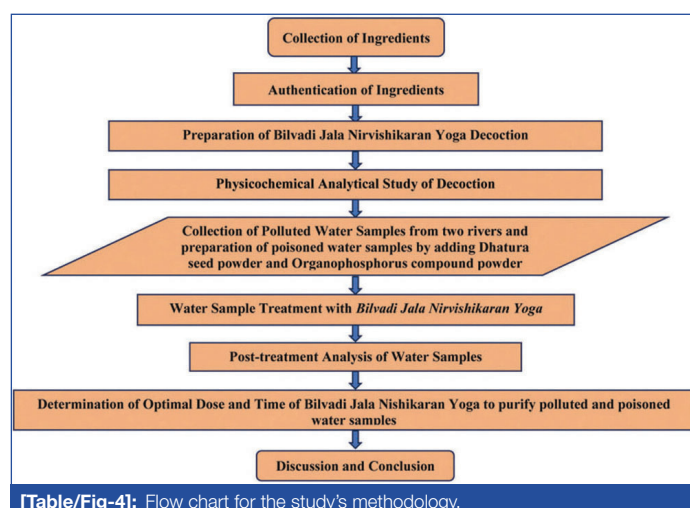 Collection of Ingredients
Authentication of Ingredients
Preparation of Bilvadi Jala Nirvishikaran Yoga Decoction
Physicochemical Analytical Study of Decoction
Collection of Polluted Water Samples from two rivers and
preparation of poisoned water samples by adding Dhatura
seed powder and Organophosphorus compound powder
Water Sample Treatment with Bilvadi Jala Nirvishikaran Yoga
Post-treatment Analysis of Water Samples
Determination of Optimal Dose and Time of Bilvadi Jala Nishikaran Yoga to purify polluted and poisoned
water samples
Discussion and Conclusion
[Table/Fig-4]: Flow chart for the study's methodology.